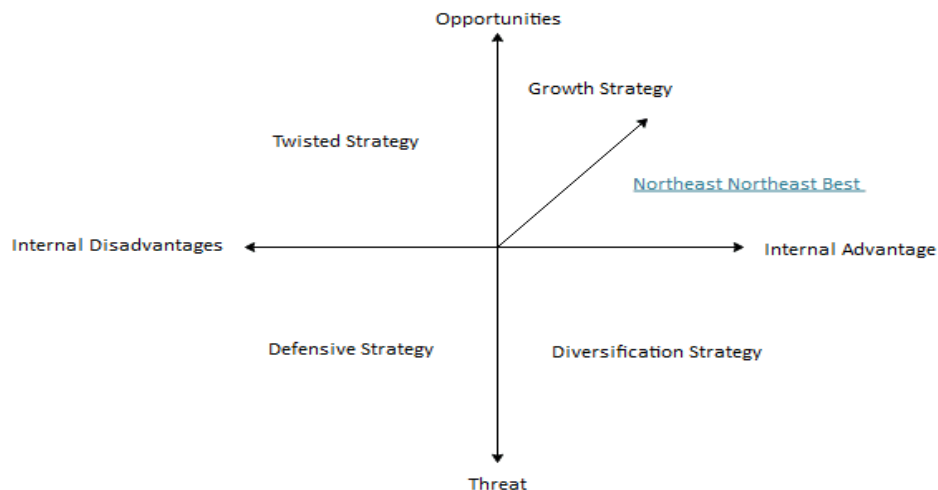 Opportunities
Growth Strategy
Twisted Strategy
Northeast Northeast Best
Internal Disadvantages
Internal Advantage
Defensive Strategy
Diversification Strategy
Threat